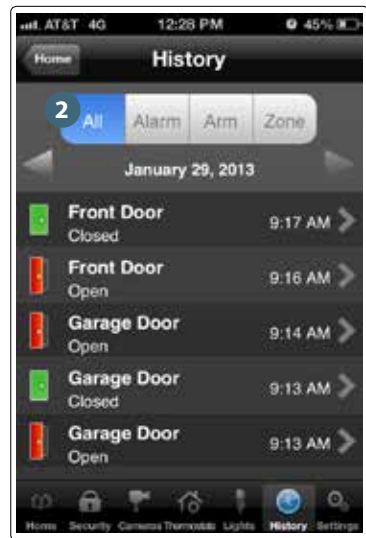 AT&T 4G 12:28 PM 45%
Home History
2 All Alarm Arm Zone
January 29, 2013
Front Door
Closed 9:17 AM
Front Door
Open 9:16 AM
Garage Door
Open 9:14 AM
Garage Door
Closed 9:13 AM
Garage Door
Open 9:13 AM
Home Security Cameras Thermostats Lights History Settings